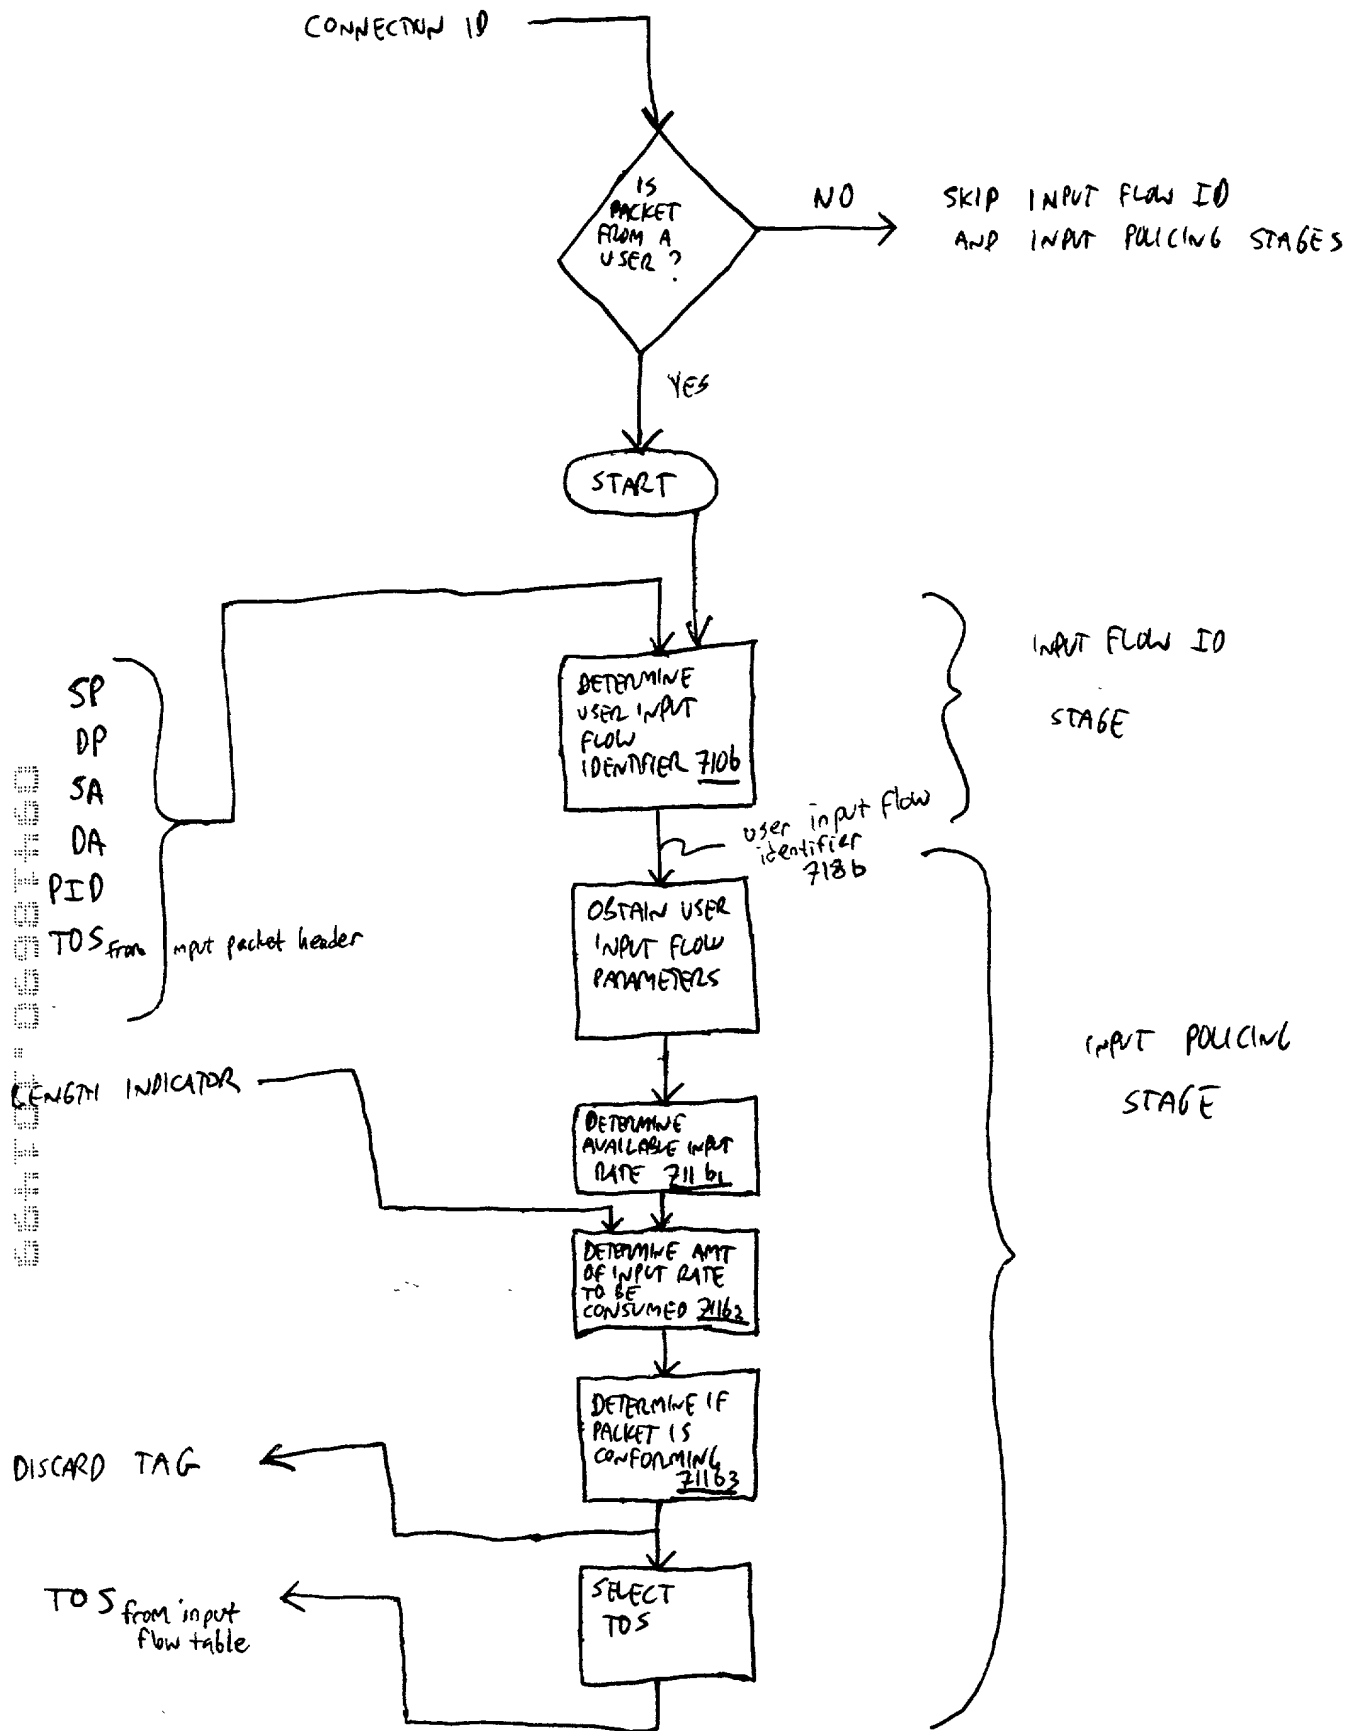 CONNECTION ID
IS
PACKET
FROM A
USER ?
NO
SKIP INPUT FLOW ID
AND INPUT POLICING STAGES
YES
START
SP
DP
SA
DA
PID
TOS from input packet header
DETERMINE
USER INPUT
FLOW
IDENTIFIER 710b
INPUT FLOW ID
STAGE
user input flow
identifier
718b
OBTAIN USER
INPUT FLOW
PARAMETERS
INPUT POLICING
STAGE
LENGTH INDICATOR
DETERMINE
AVAILABLE INPUT
RATE 711b1
DETERMINE AMT
OF INPUT RATE
TO BE
CONSUMED 711b2
DETERMINE IF
PACKET IS
CONFORMING
711b3
DISCARD TAG
SELECT
TOS
TOS from input
flow table